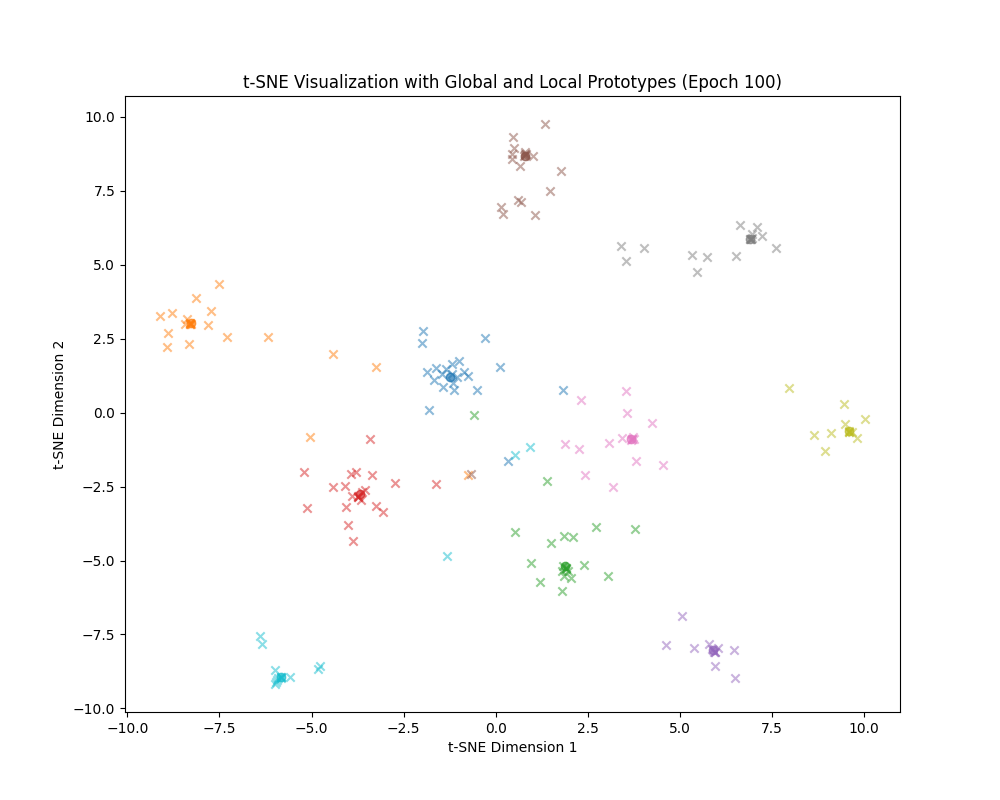 t-SNE Visualization with Global and Local Prototypes (Epoch 100)
10.0
7.5
5.0
2.5
0.0
−2.5
−5.0
−7.5
−10.0
t-SNE Dimension 2
−10.0 −7.5 −5.0 −2.5 0.0 2.5 5.0 7.5 10.0
t-SNE Dimension 1